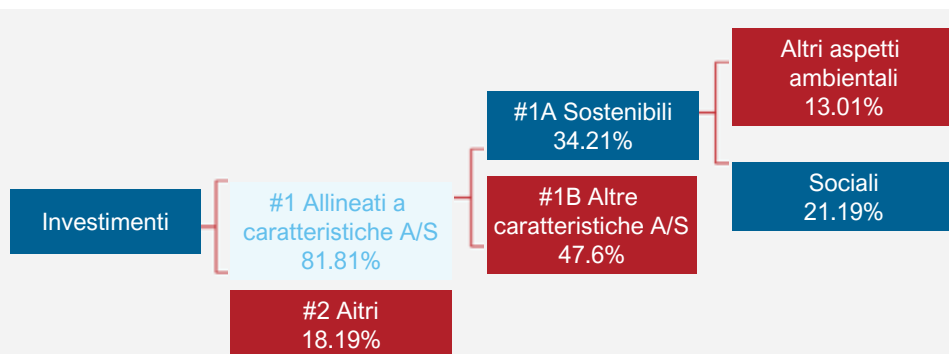 Investimenti
#1 Allineati a
caratteristiche A/S
81.81%
#2 Aitri
18.19%
#1A Sostenibili
34.21%
#1B Altre
caratteristiche A/S
47.6%
Altri aspetti
ambientali
13.01%
Sociali
21.19%